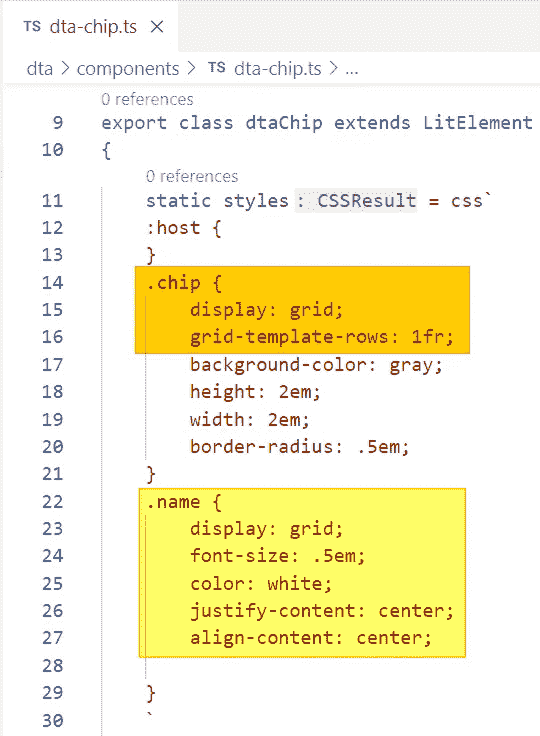 TS dta-chip.ts ×
dta > components > TS dta-chip.ts > ...
0 references
9 export class dtaChip extends LitElement
10 {
0 references
11 static styles : CSSResult = css`
12 :host {
13 }
14 .chip {
15 display: grid;
16 grid-template-rows: 1fr;
17 background-color: gray;
18 height: 2em;
19 width: 2em;
20 border-radius: .5em;
21 }
22 .name {
23 display: grid;
24 font-size: .5em;
25 color: white;
26 justify-content: center;
27 align-content: center;
28
29 }
30 `